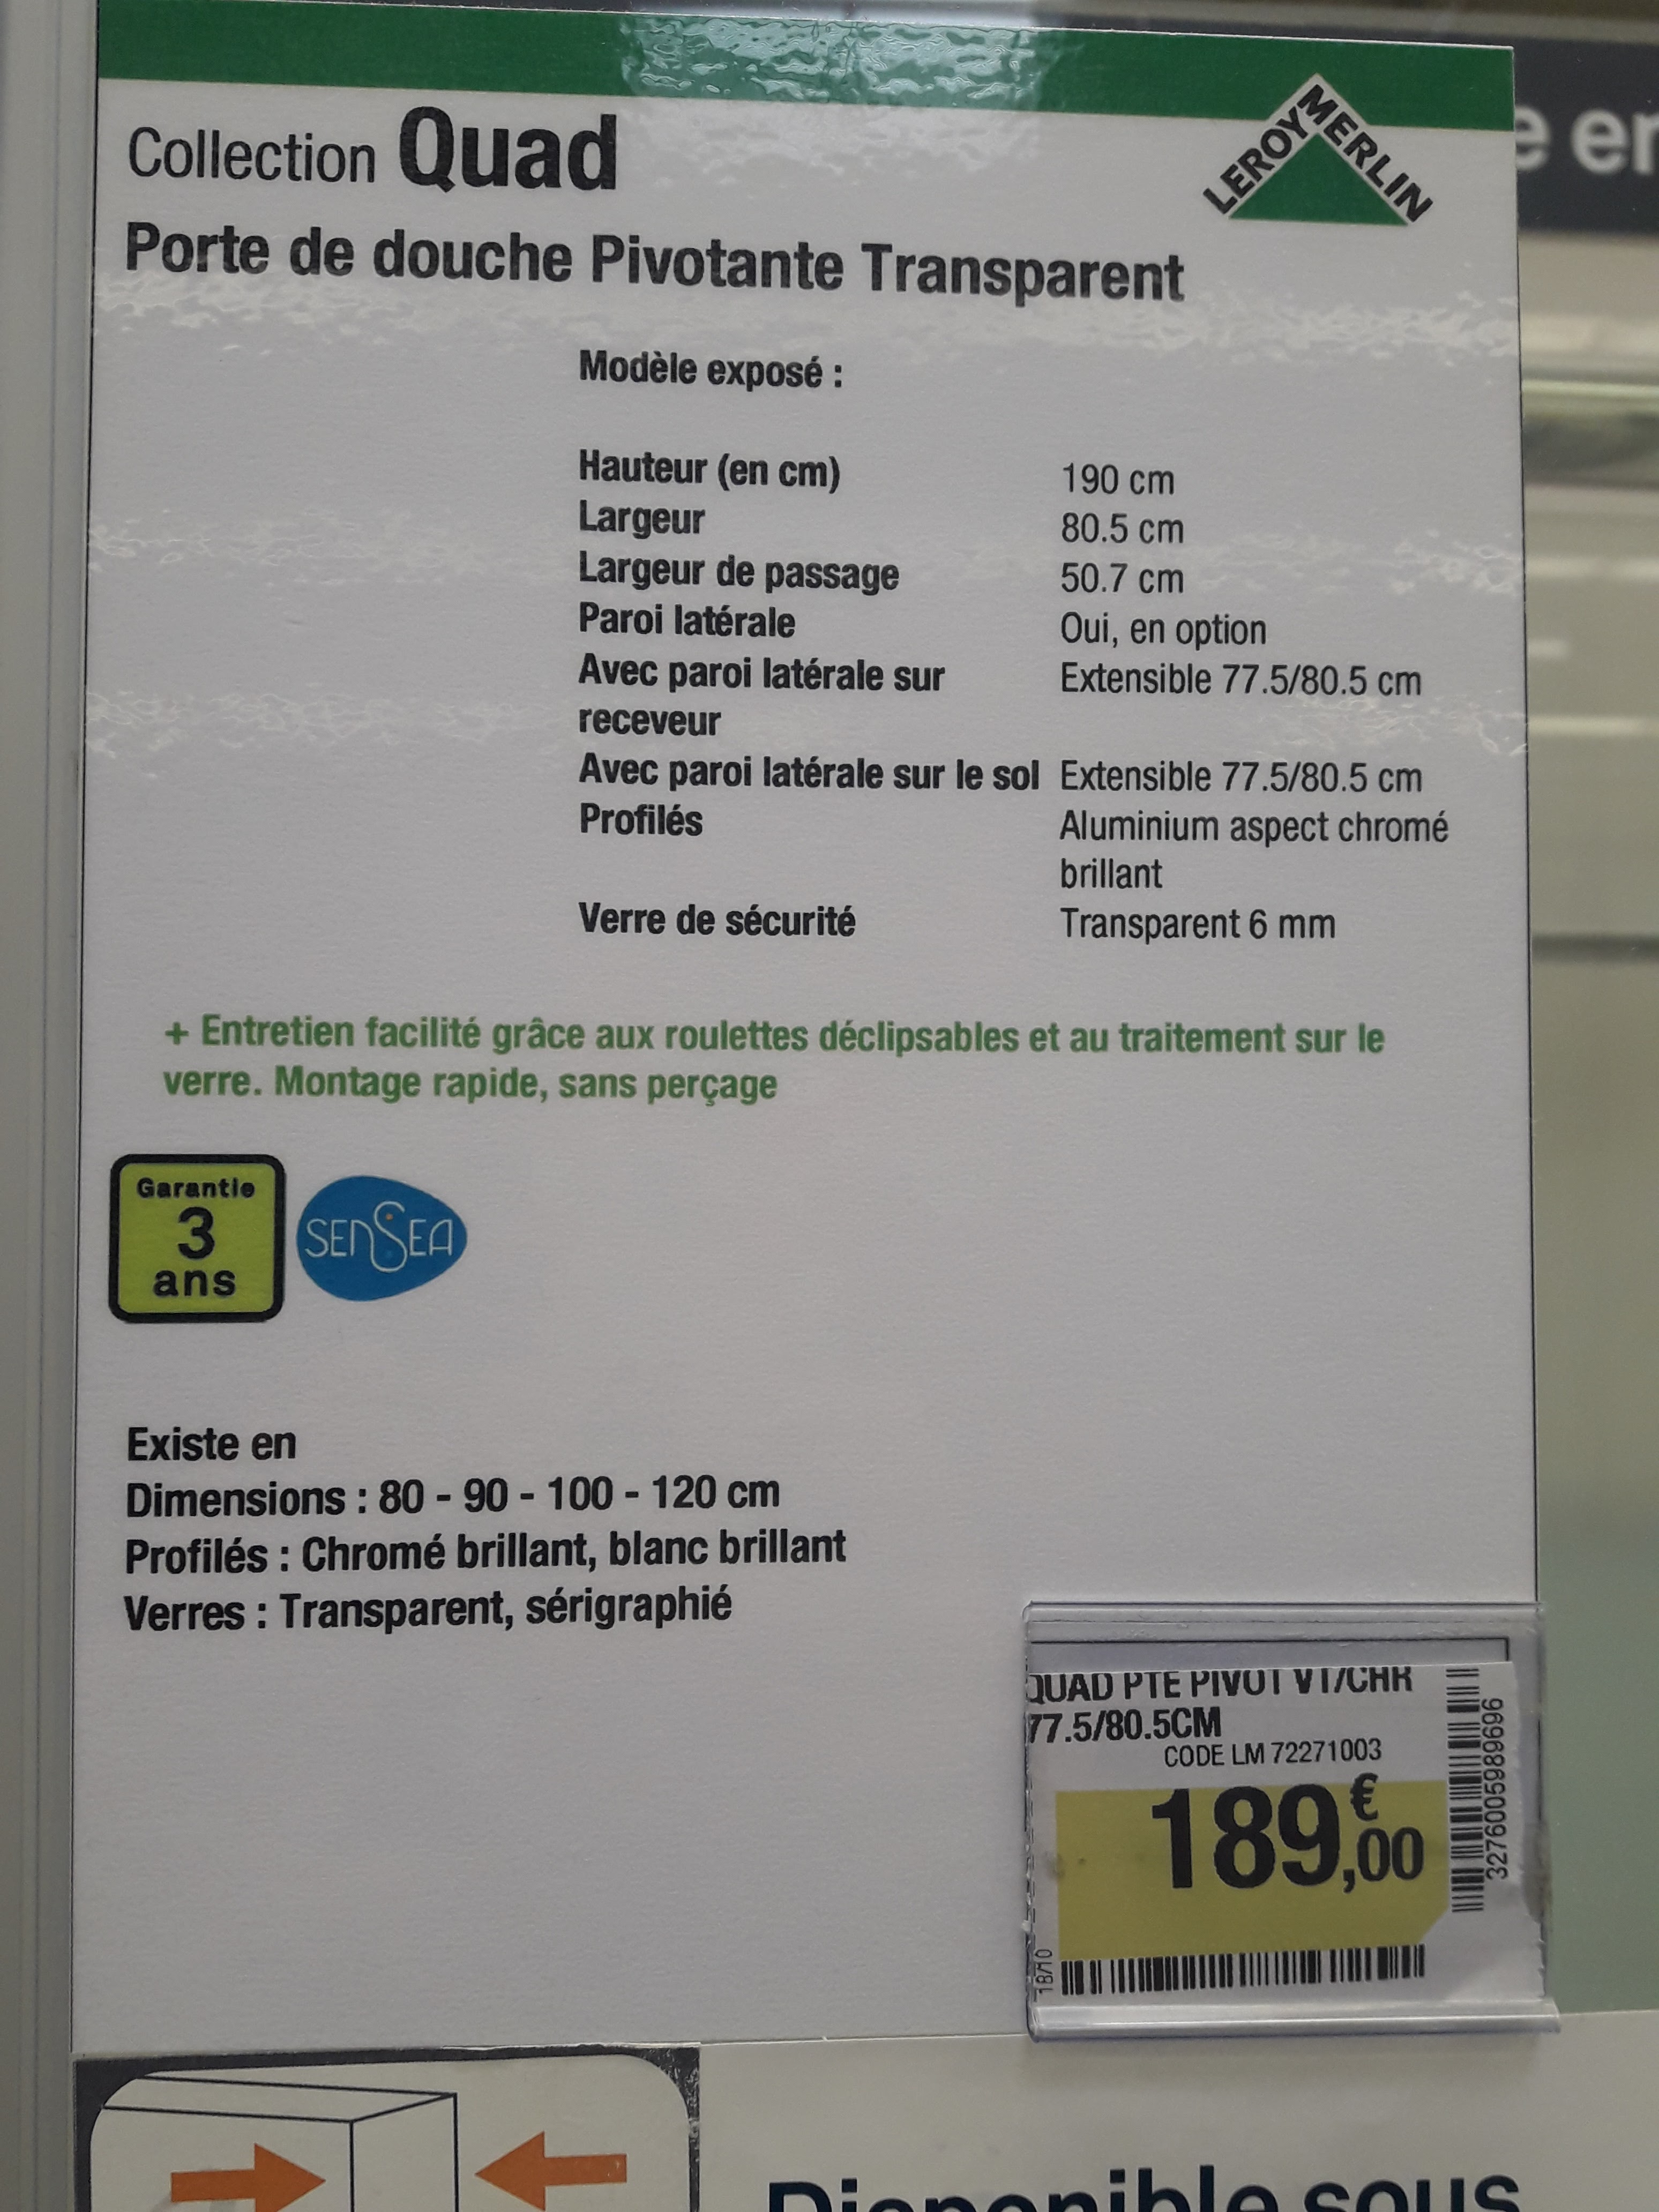 LEROY MERLIN
e en
Collection Quad
Porte de douche Pivotante Transparent
Modèle exposé :
Hauteur (en cm) 190 cm
Largeur 80.5 cm
Largeur de passage 50.7 cm
Paroi latérale Oui, en option
Avec paroi latérale sur Extensible 77.5/80.5 cm
receveur
Avec paroi latérale sur le sol Extensible 77.5/80.5 cm
Profilés Aluminium aspect chromé
brillant
Verre de sécurité Transparent 6 mm
+ Entretien facilité grâce aux roulettes déclipsables et au traitement sur le
verre. Montage rapide, sans perçage
Garantie
3
ans
SENSEA
Existe en
Dimensions : 80 - 90 - 100 - 120 cm
Profilés : Chromé brillant, blanc brillant
Verres : Transparent, sérigraphié
QUAD PTE PIVOT VT/CHR
77.5/80.5CM
CODE LM 72271003
189,€00
3276005989696
18/10
Disponible sous